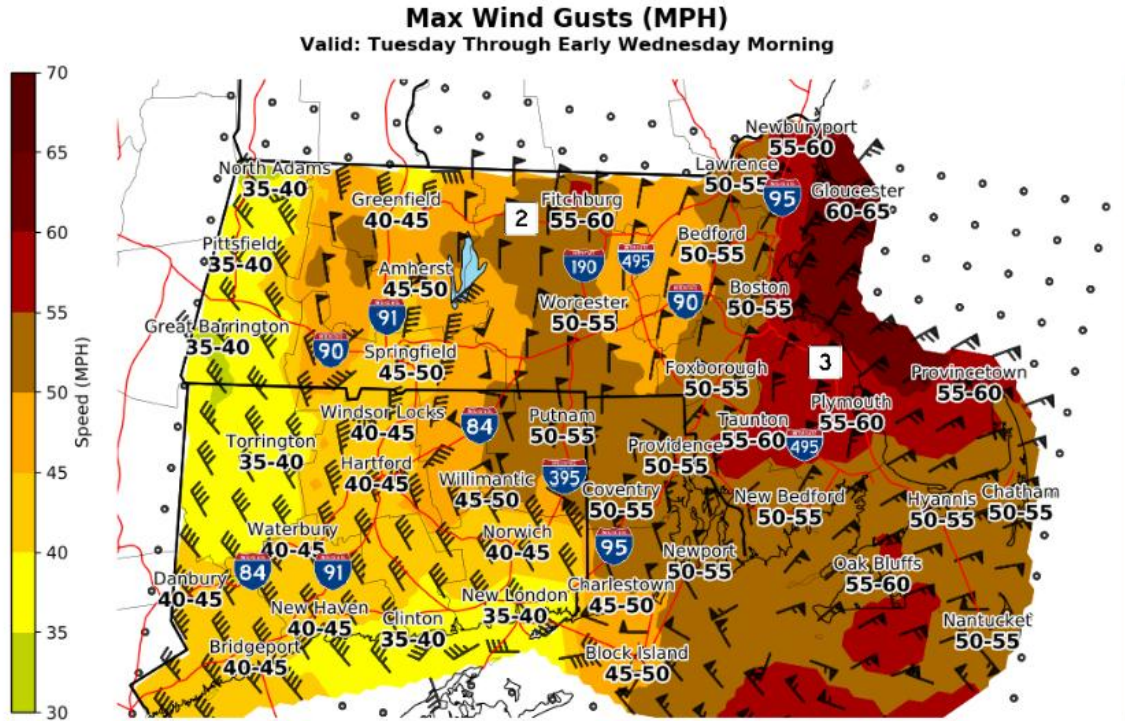 Max Wind Gusts (MPH)
Valid: Tuesday Through Early Wednesday Morning
70
65
60
55
50
45
40
35
30
Speed (MPH)
Newburyport
55-60
North Adams
35-40
Lawrence
50-55
95
Gloucester
60-65
Greenfield
40-45
2
Fitchburg
55-60
Pittsfield
35-40
Bedford
50-55
190
495
Amherst
45-50
Boston
50-55
90
Worcester
50-55
91
Great Barrington
35-40
90
Springfield
45-50
Foxborough
50-55
3
Provincetown
55-60
Windsor Locks
40-45
84
Putnam
50-55
Taunton
55-60
Plymouth
55-60
495
Torrington
35-40
Providence
50-55
Hartford
40-45
Willimantic
45-50
395
Coventry
50-55
New Bedford
50-55
Hyannis
50-55
Chatham
50-55
Waterbury
40-45
Norwich
40-45
95
Newport
50-55
Oak Bluffs
55-60
84
91
Danbury
40-45
New London
35-40
Charlestown
45-50
New Haven
40-45
Clinton
35-40
Nantucket
50-55
Bridgeport
40-45
Block Island
45-50